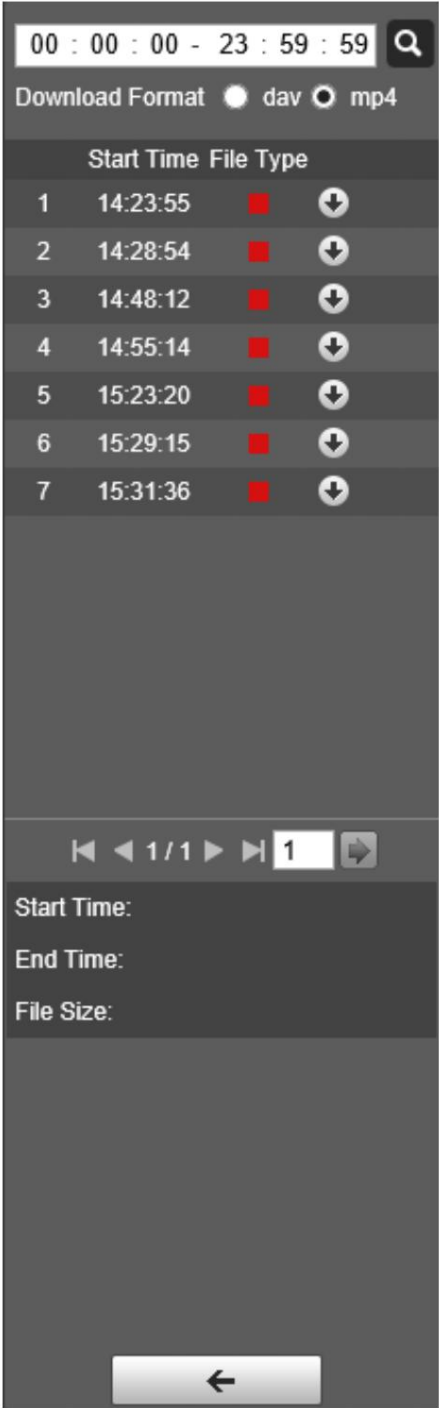 00 : 00 : 00 - 23 : 59 : 59
Download Format dav mp4
Start Time File Type
1 14:23:55
2 14:28:54
3 14:48:12
4 14:55:14
5 15:23:20
6 15:29:15
7 15:31:36
1 / 1 1
Start Time:
End Time:
File Size: